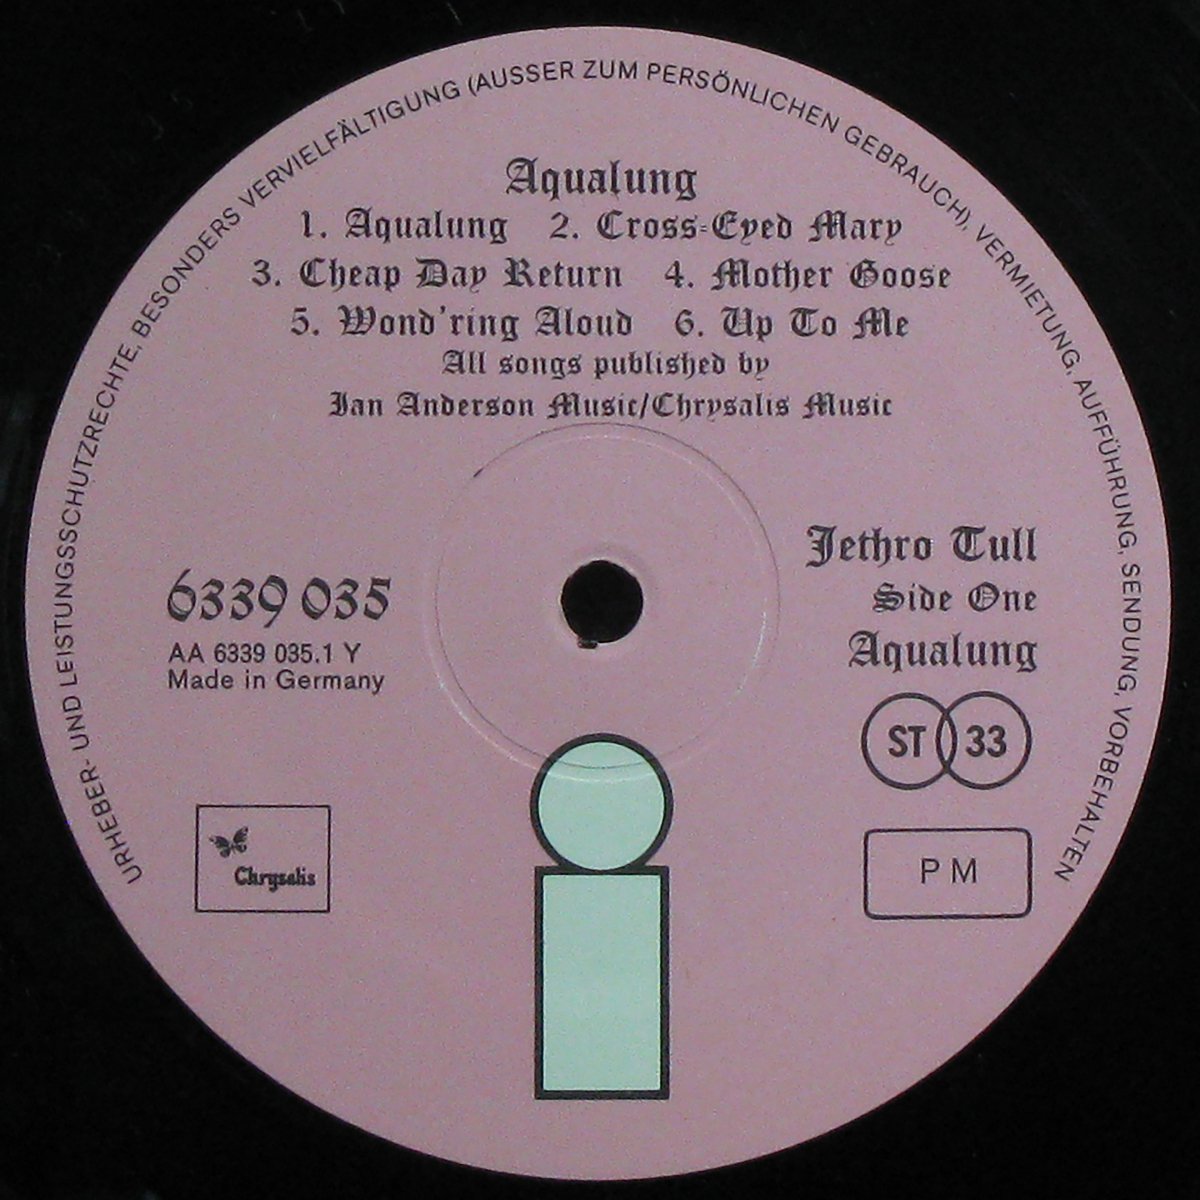 URHEBER- UND LEISTUNGSSCHUTZRECHTE, BESONDERS VERVIELFÄLTIGUNG (AUSSER ZUM PERSÖNLICHEN GEBRAUCH), VERMIETUNG, AUFFÜHRUNG, SENDUNG, VORBEHALTEN
Aqualung
1. Aqualung 2. Cross-Eyed Mary
3. Cheap Day Return 4. Mother Goose
5. Wond'ring Aloud 6. Up To Me
All songs published by
Ian Anderson Music/Chrysalis Music
6339 035
AA 6339 035.1 Y
Made in Germany
Jethro Tull
Side One
Aqualung
ST 33
Chrysalis
P M